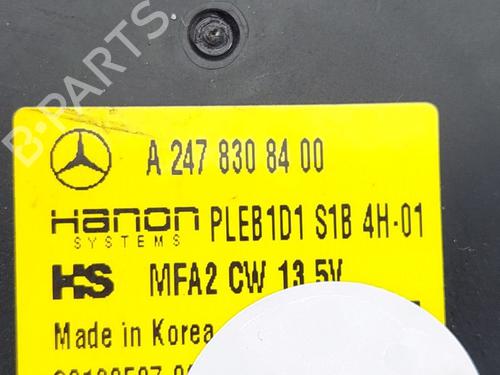 B-PARTS
A 247 830 84 00
Hanon PLEB1D1 S1B 4H-01
SYSTEMS
HS MFA2 CW 13.5V
Made in Korea